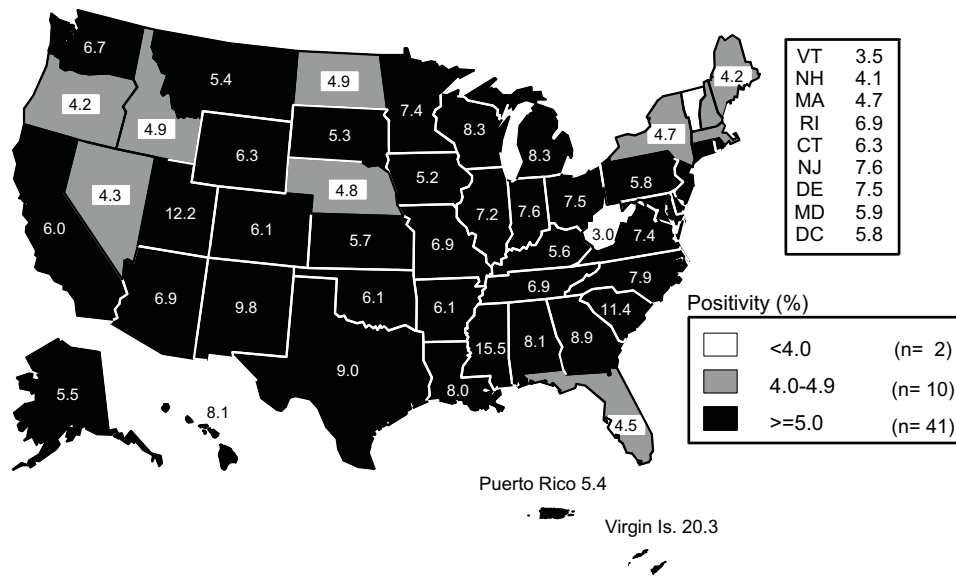 6.7
5.4
4.9
7.4
4.2
4.2
4.9
6.3
5.3
8.3
8.3
4.7
4.3
12.2
4.8
5.2
5.8
6.0
6.1
5.7
6.9
7.2
7.6
7.5
3.0
7.4
5.6
6.9
9.8
6.1
6.1
6.9
7.9
11.4
9.0
8.0
15.5
8.1
8.9
4.5
5.5
8.1
Puerto Rico 5.4
Virgin Is. 20.3
VT 3.5
NH 4.1
MA 4.7
RI 6.9
CT 6.3
NJ 7.6
DE 7.5
MD 5.9
DC 5.8
Positivity (%)
<4.0 (n= 2)
4.0-4.9 (n= 10)
>=5.0 (n= 41)